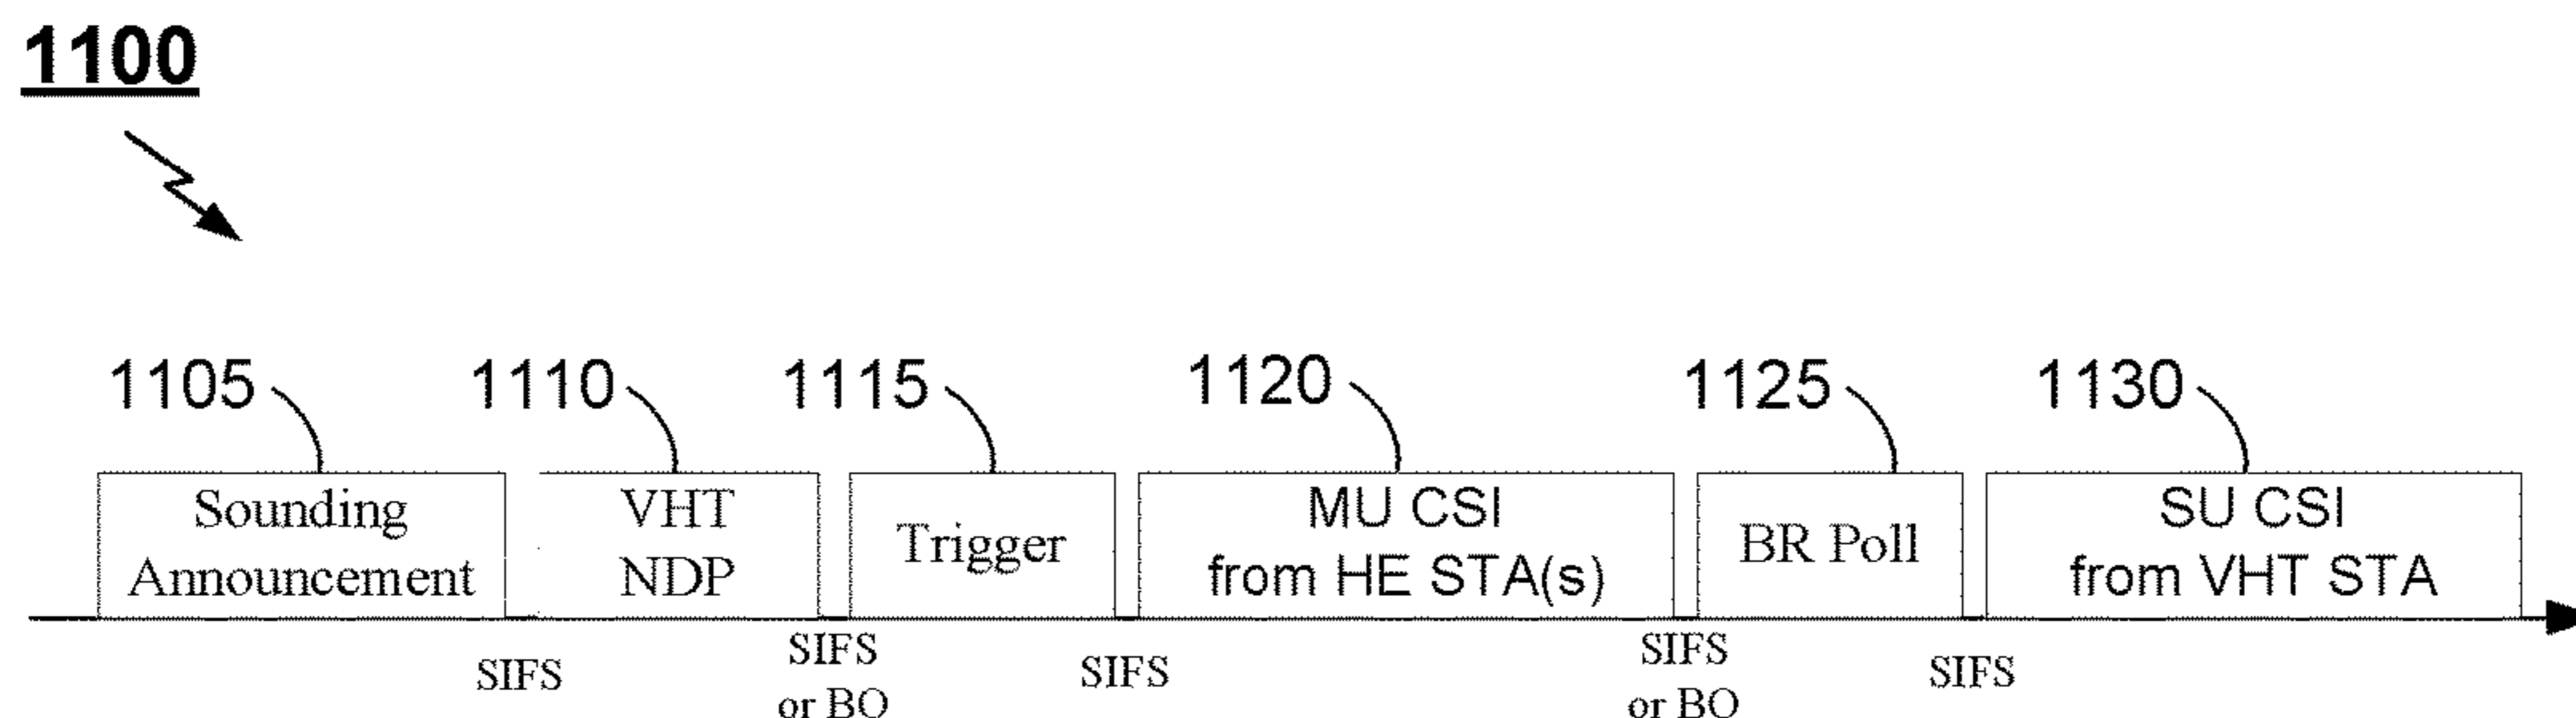 1100
1105 1110 1115 1120 1125 1130
Sounding
Announcement
VHT
NDP
Trigger
MU CSI
from HE STA(s)
BR Poll
SU CSI
from VHT STA
SIFS
SIFS
or BO
SIFS
SIFS
or BO
SIFS